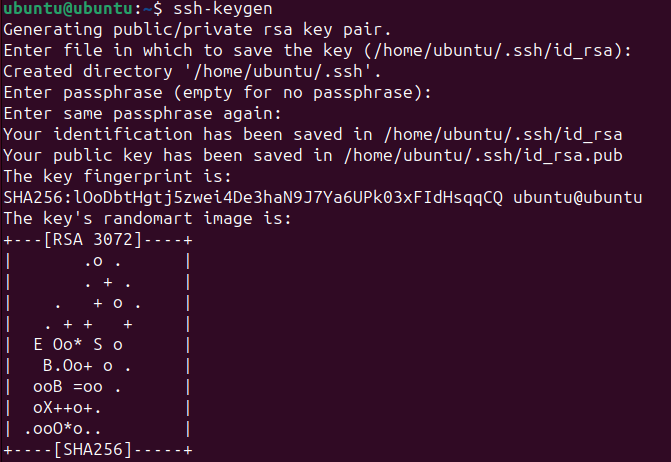 ubuntu@ubuntu:~$ ssh-keygen
Generating public/private rsa key pair.
Enter file in which to save the key (/home/ubuntu/.ssh/id_rsa):
Created directory '/home/ubuntu/.ssh'.
Enter passphrase (empty for no passphrase):
Enter same passphrase again:
Your identification has been saved in /home/ubuntu/.ssh/id_rsa
Your public key has been saved in /home/ubuntu/.ssh/id_rsa.pub
The key fingerprint is:
SHA256:lOoDbtHgtj5zwei4De3haN9J7Ya6UPk03xFIdHsqqCQ ubuntu@ubuntu
The key's randomart image is:
+---[RSA 3072]----+
|       .o .      |
|       . + .     |
|    .   + o .    |
|   . + +   +     |
|  E Oo* S o      |
|   B.Oo+ o .     |
|  ooB =oo .      |
|  oX++o+.        |
| .ooO*o..        |
+----[SHA256]-----+